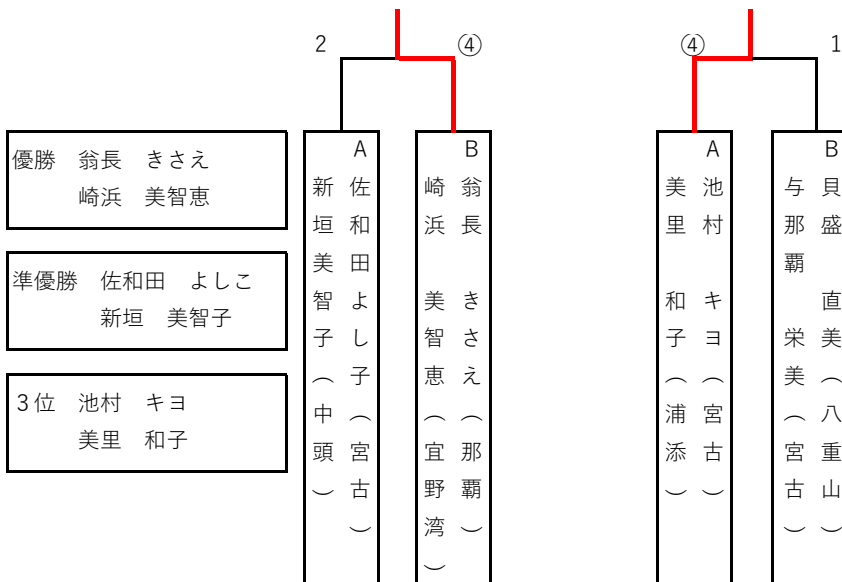 2
④
④
1
優勝 翁長 きさえ
崎浜 美智恵
準優勝 佐和田 よしこ
新垣 美智子
3位 池村 キヨ
美里 和子
A
佐和田よし子(宮古)
新垣美智子(中頭)
B
翁長 きさえ(那覇)
崎浜 美智恵(宜野湾)
A
池村 キヨ(宮古)
美里 和子(浦添)
B
貝盛 直美(八重山)
与那覇 栄美(宮古)